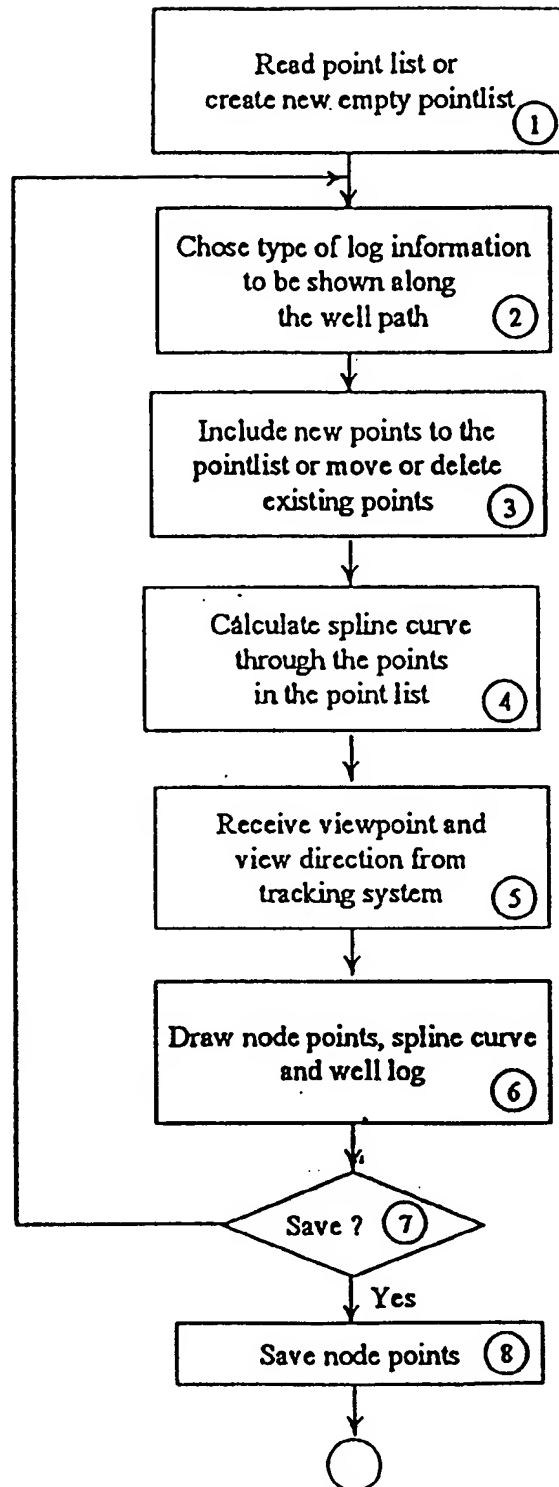 Read point list or
create new empty pointlist
1
Chose type of log information
to be shown along
the well path
2
Include new points to the
pointlist or move or delete
existing points
3
Calculate spline curve
through the points
in the point list
4
Receive viewpoint and
view direction from
tracking system
5
Draw node points, spline curve
and well log
6
Save ? 7
Yes
Save node points 8